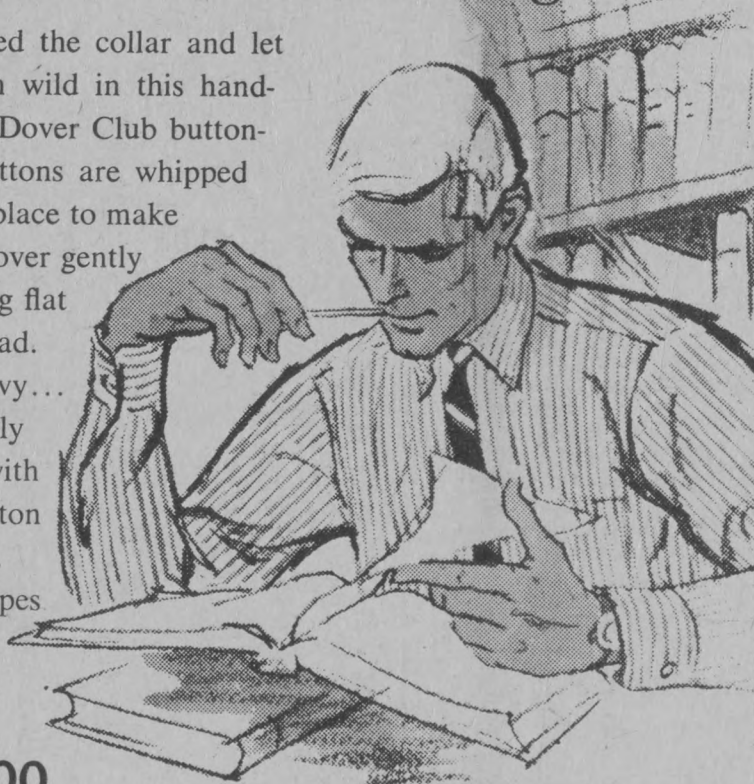 ed the collar and let
n wild in this hand-
Dover Club button-
ttons are whipped
place to make
over gently
g flat
ad.
vy...
ly
ith
ton
pes
00